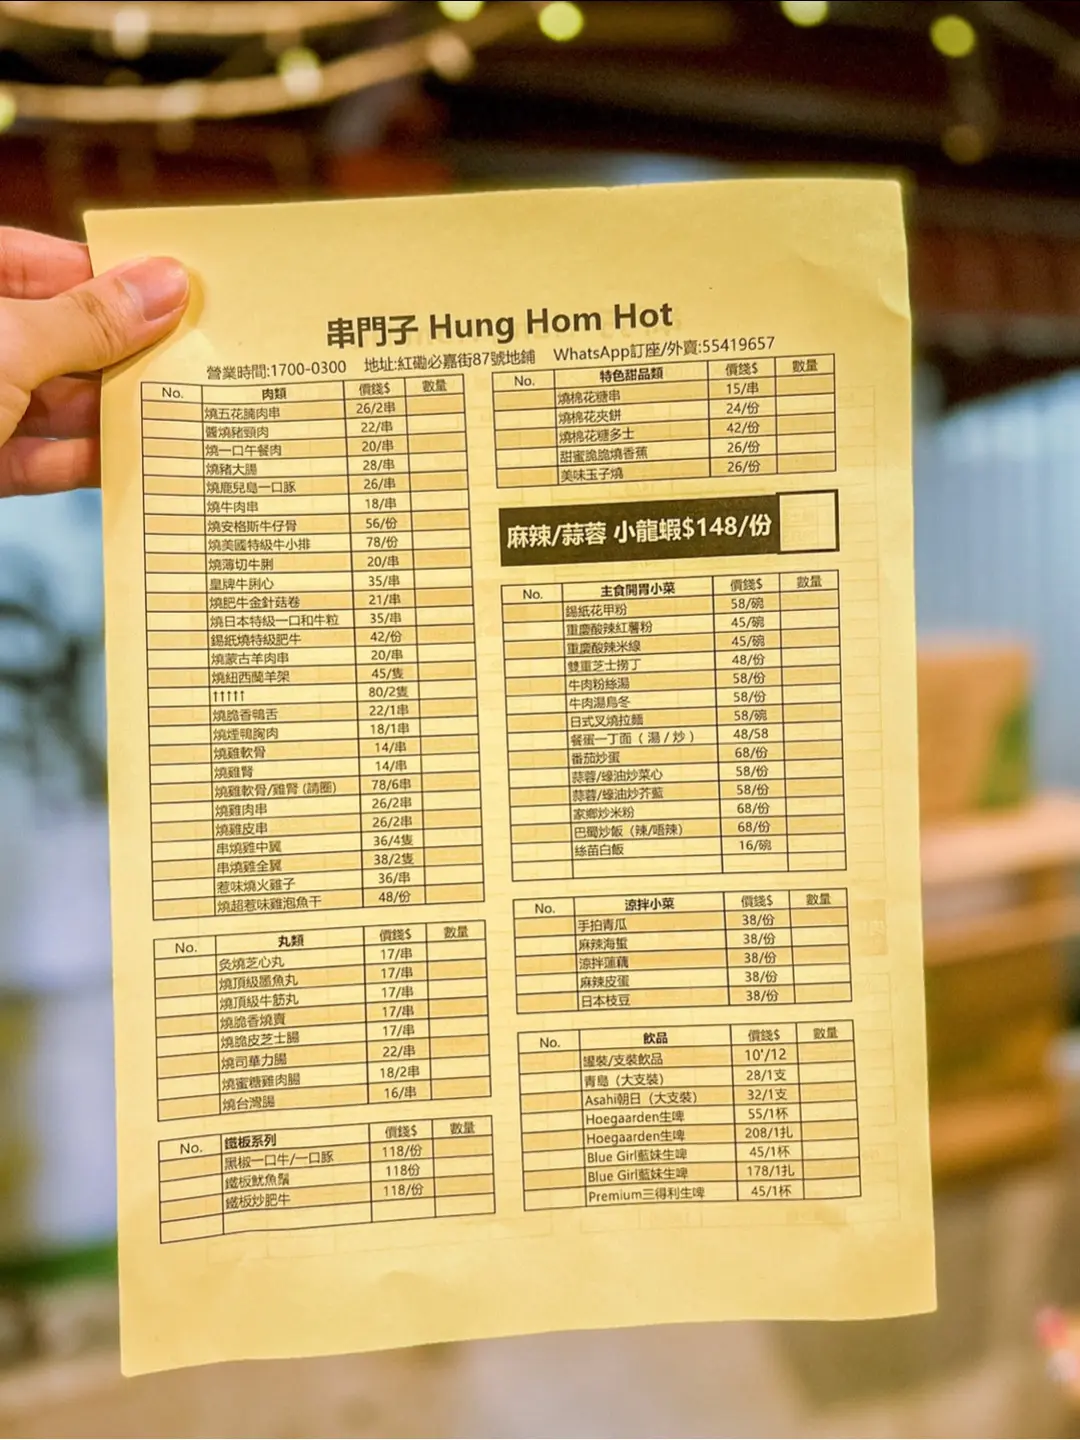 串門子 Hung Hom Hot
營業時間:1700-0300 地址:紅磡必嘉街87號地鋪 WhatsApp訂座/外賣:55419657
No. 肉類 價錢$ 數量
燒五花腩肉串 26/2串
醬燒豬頸肉 22/串
燒一口午餐肉 20/串
燒豬大腸 28/串
燒鹿兒島一口豚 26/串
燒牛肉串 18/串
燒安格斯牛仔骨 56/份
燒美國特級牛小排 78/份
燒薄切牛脷 20/串
皇牌牛脷心 35/串
燒肥牛金針菇卷 21/串
燒日本特級一口和牛粒 35/串
錫紙燒特級肥牛 42/份
燒蒙古羊肉串 20/串
燒紐西蘭羊架 45/隻
↑↑↑↑↑ 80/2隻
燒脆香鴨舌 22/1串
燒煙鴨胸肉 18/1串
燒雞軟骨 14/串
燒雞腎 14/串
燒雞軟骨/雞腎 (請圈) 78/6串
燒雞肉串 26/2串
燒雞皮串 26/2串
串燒雞中翼 36/4隻
串燒雞全翼 38/2隻
惹味燒火雞子 36/串
燒超惹味雞泡魚干 48/份
No. 丸類 價錢$ 數量
灸燒芝心丸 17/串
燒頂級墨魚丸 17/串
燒頂級牛筋丸 17/串
燒脆香燒賣 17/串
燒脆皮芝士腸 17/串
燒司華力腸 22/串
燒蜜糖雞肉腸 18/2串
燒台灣腸 16/串
No. 鐵板系列 價錢$ 數量
黑椒一口牛/一口豚 118/份
鐵板魷魚鬚 118份
鐵板炒肥牛 118/份
No. 特色甜品類 價錢$ 數量
燒棉花糖串 15/串
燒棉花夾餅 24/份
燒棉花糖多士 42/份
甜蜜脆脆燒香蕉 26/份
美味玉子燒 26/份
麻辣/蒜蓉 小龍蝦$148/份
No. 主食開胃小菜 價錢$ 數量
錫紙花甲粉 58/碗
重慶酸辣紅薯粉 45/碗
重慶酸辣米線 45/碗
雙重芝士撈丁 48/份
牛肉粉絲湯 58/份
牛肉湯烏冬 58/份
日式叉燒拉麵 58/碗
餐蛋一丁面（ 湯 / 炒 ） 48/58
番茄炒蛋 68/份
蒜蓉/蠔油炒菜心 58/份
蒜蓉/蠔油炒芥藍 58/份
家鄉炒米粉 68/份
巴蜀炒飯（辣/唔辣） 68/份
絲苗白飯 16/碗
No. 涼拌小菜 價錢$ 數量
手拍青瓜 38/份
麻辣海蜇 38/份
涼拌蓮藕 38/份
麻辣皮蛋 38/份
日本枝豆 38/份
No. 飲品 價錢$ 數量
罐裝/支裝飲品 10'/12
青島（大支裝） 28/1支
Asahi朝日（大支裝） 32/1支
Hoegaarden生啤 55/1杯
Hoegaarden生啤 208/1扎
Blue Girl藍妹生啤 45/1杯
Blue Girl藍妹生啤 178/1扎
Premium三得利生啤 45/1杯